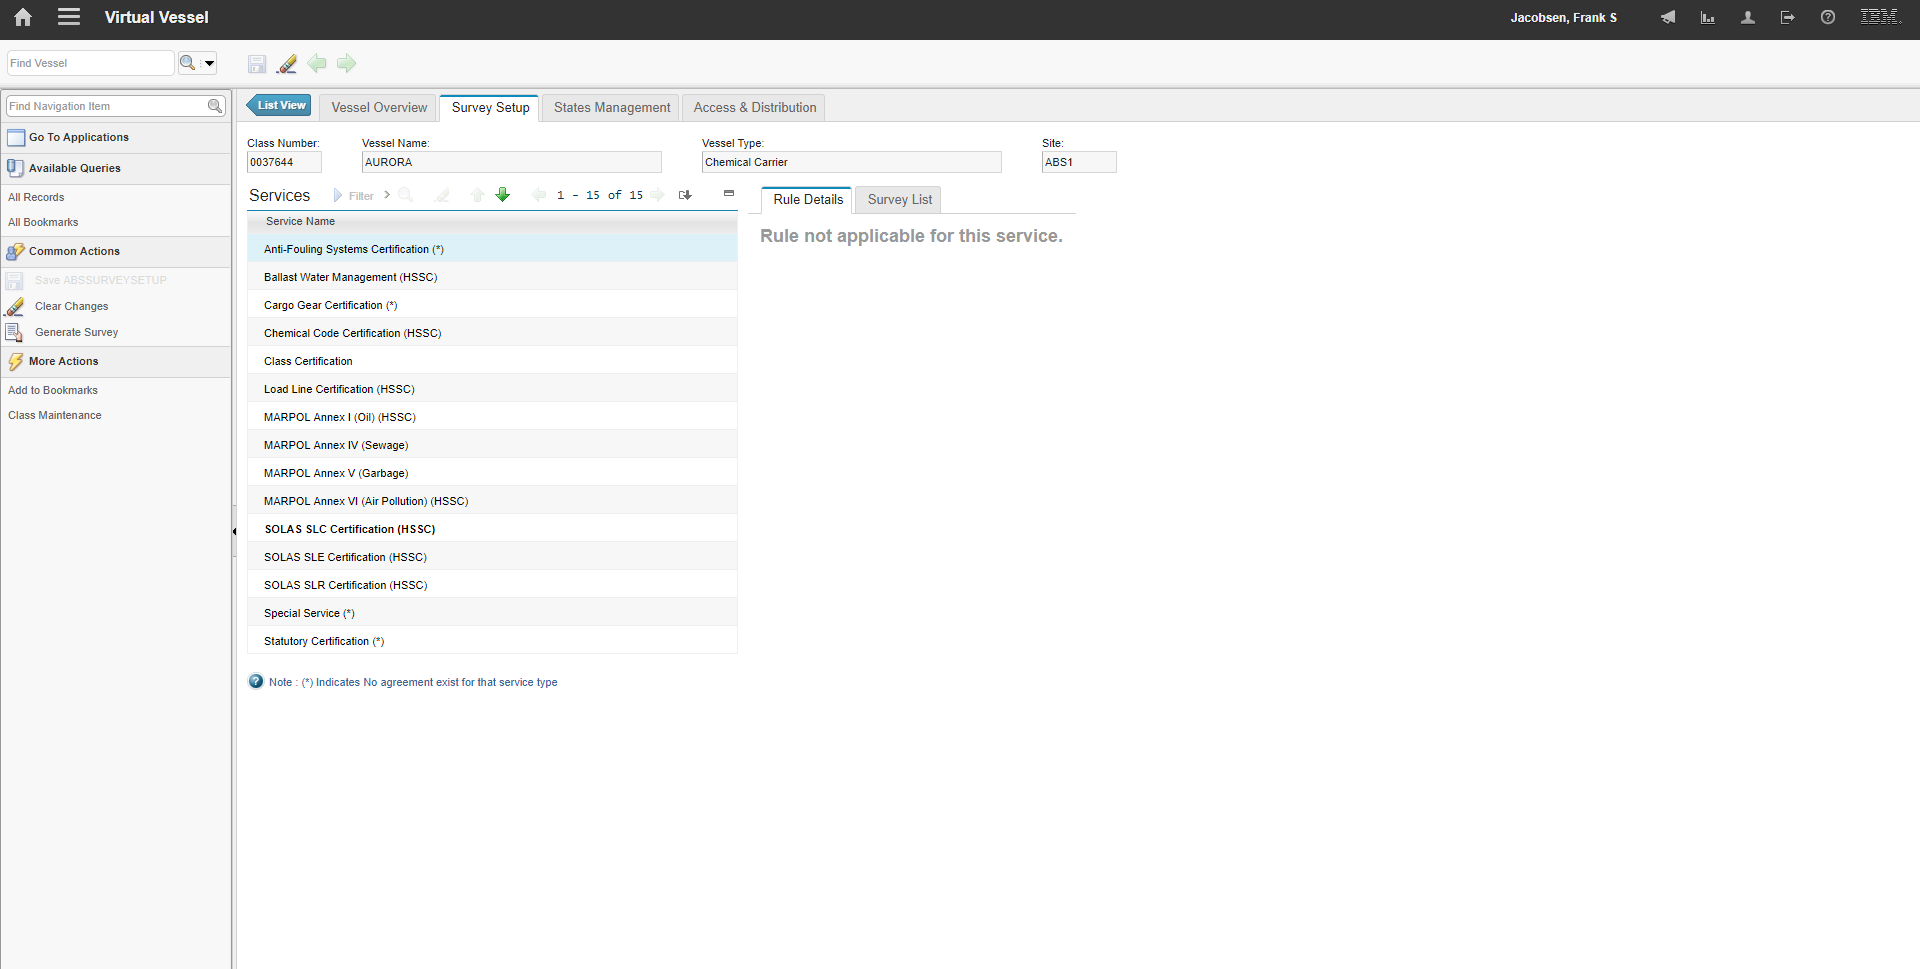 Virtual Vessel
Jacobsen, Frank S
IBM
Find Vessel
Find Navigation Item
Go To Applications
Available Queries
All Records
All Bookmarks
Common Actions
Save ABSSURVEYSETUP
Clear Changes
Generate Survey
More Actions
Add to Bookmarks
Class Maintenance
List View
Vessel Overview
Survey Setup
States Management
Access & Distribution
Class Number:
0037644
Vessel Name:
AURORA
Vessel Type:
Chemical Carrier
Site:
ABS1
Services
Filter
1 - 15 of 15
Service Name
Anti-Fouling Systems Certification (*)
Ballast Water Management (HSSC)
Cargo Gear Certification (*)
Chemical Code Certification (HSSC)
Class Certification
Load Line Certification (HSSC)
MARPOL Annex I (Oil) (HSSC)
MARPOL Annex IV (Sewage)
MARPOL Annex V (Garbage)
MARPOL Annex VI (Air Pollution) (HSSC)
SOLAS SLC Certification (HSSC)
SOLAS SLE Certification (HSSC)
SOLAS SLR Certification (HSSC)
Special Service (*)
Statutory Certification (*)
Note : (*) Indicates No agreement exist for that service type
Rule Details
Survey List
Rule not applicable for this service.